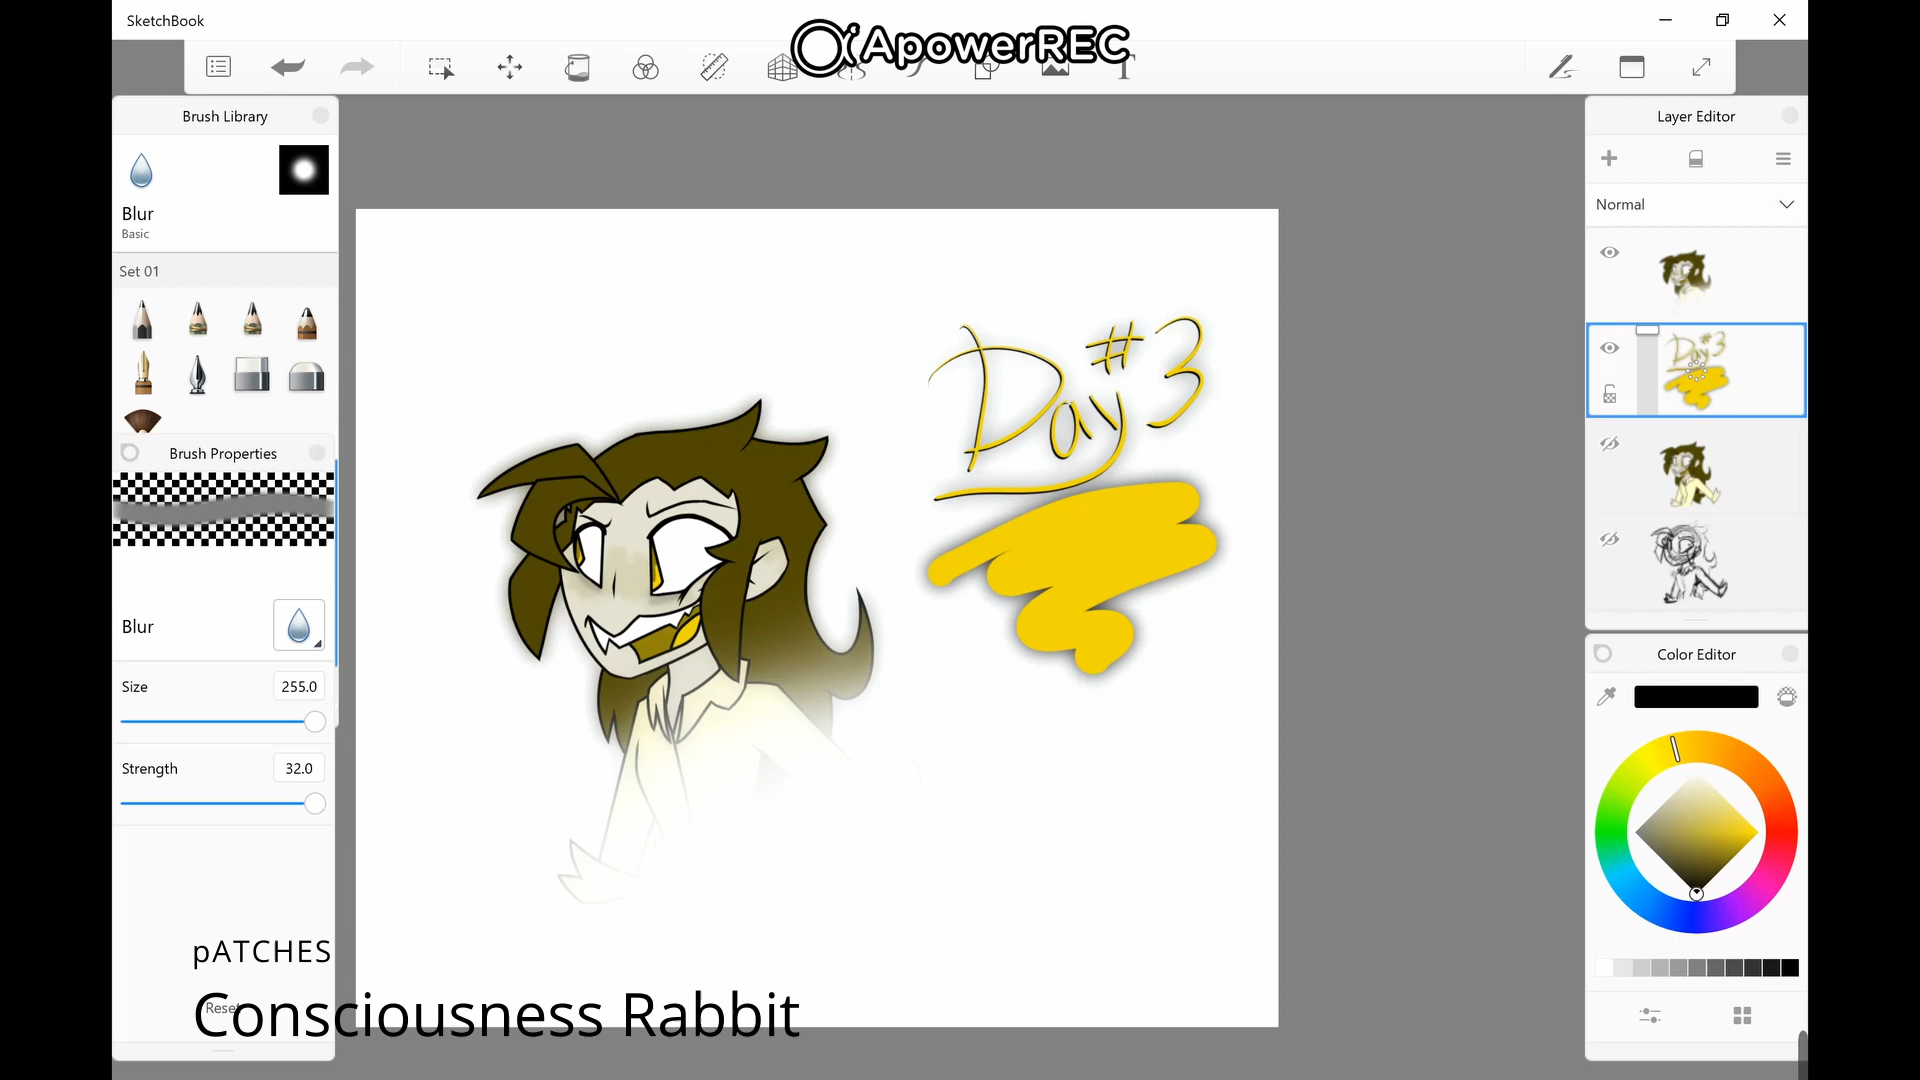 SketchBook
ApowerREC
T
Brush Library
Layer Editor
Blur
Basic
Normal
Set 01
Day #3
Brush Properties
Blur
Size 255.0
Color Editor
Strength 32.0
pATCHES
Reset
Consciousness Rabbit